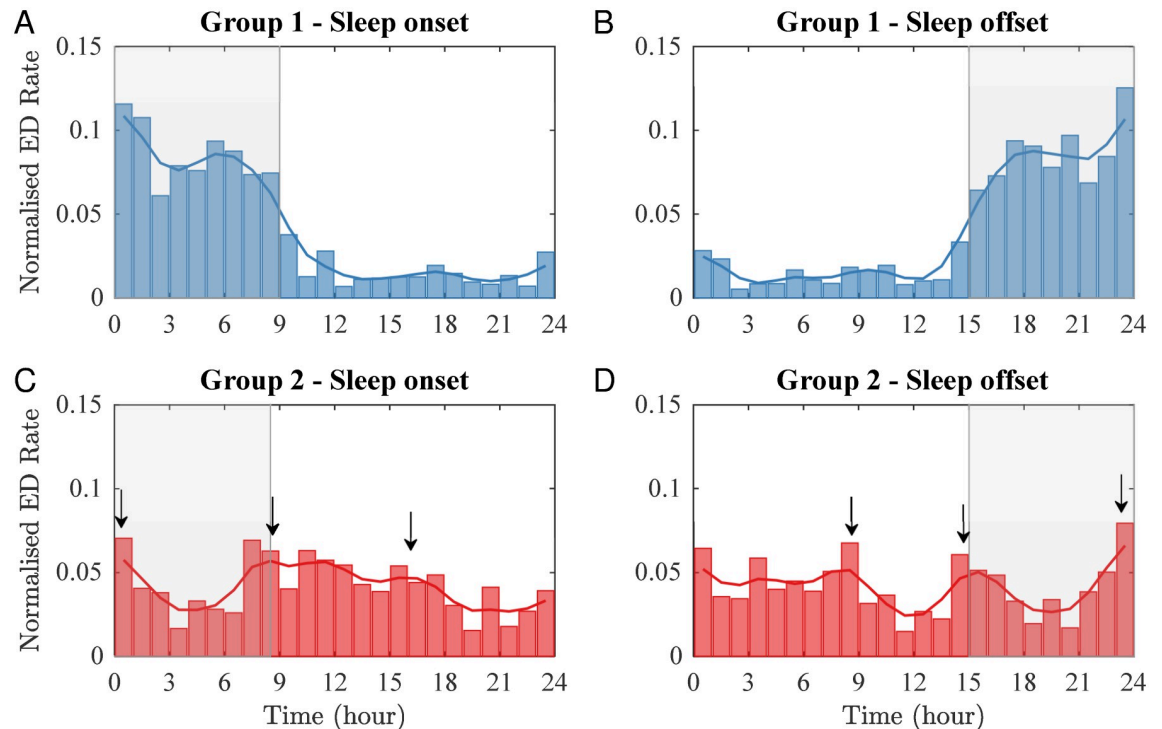 A Group 1 - Sleep onset
B Group 1 - Sleep offset
Normalised ED Rate
0.15
0.1
0.05
0
0 3 6 9 12 15 18 21 24
0.15
0.1
0.05
0
0 3 6 9 12 15 18 21 24
C Group 2 - Sleep onset
D Group 2 - Sleep offset
Normalised ED Rate
0.15
0.1
0.05
0
0 3 6 9 12 15 18 21 24
Time (hour)
Normalised ED Rate
0.15
0.1
0.05
0
0 3 6 9 12 15 18 21 24
Time (hour)